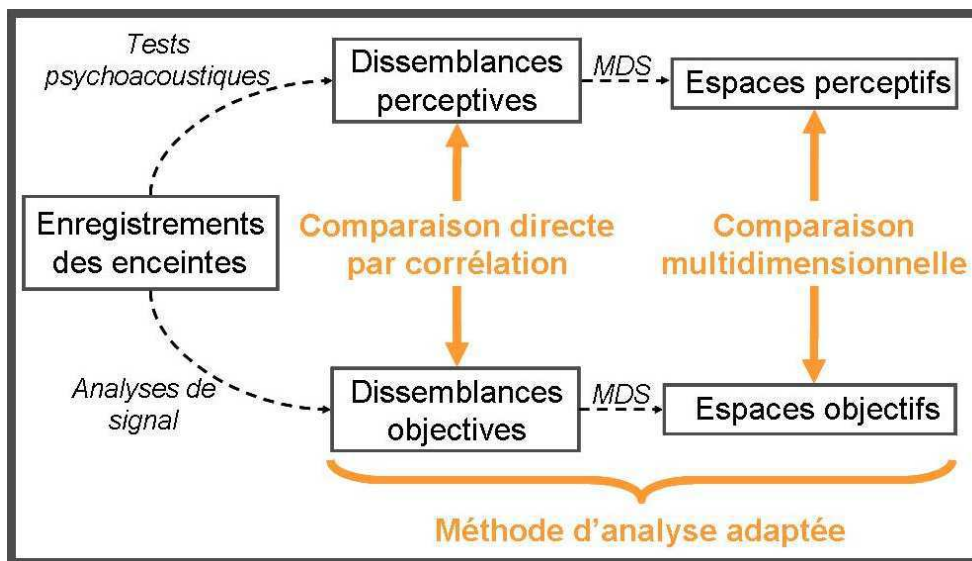 Tests
psychoacoustiques
Dissemblances
perceptives
MDS
Espaces perceptifs
Enregistrements
des enceintes
Comparaison directe
par corrélation
Comparaison
multidimensionnelle
Analyses de
signal
Dissemblances
objectives
MDS
Espaces objectifs
Méthode d'analyse adaptée